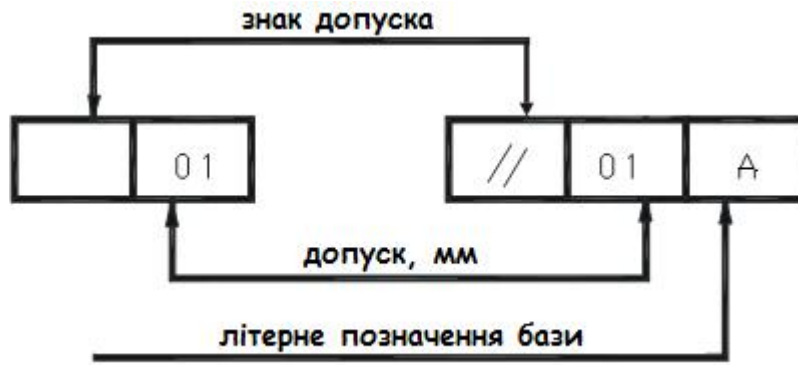 знак допуска
01 // 01 A
допуск, мм
літерне позначення бази